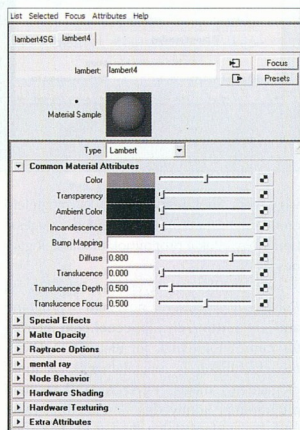 List Selected Focus Attributes Help
lambert4SG lambert4
lambert: lambert4
Focus
Presets
Material Sample
Type Lambert
Common Material Attributes
Color
Transparency
Ambient Color
Incandescence
Bump Mapping
Diffuse 0.800
Translucence 0.000
Translucence Depth 0.500
Translucence Focus 0.500
Special Effects
Matte Opacity
Raytrace Options
mental ray
Node Behavior
Hardware Shading
Hardware Texturing
Extra Attributes